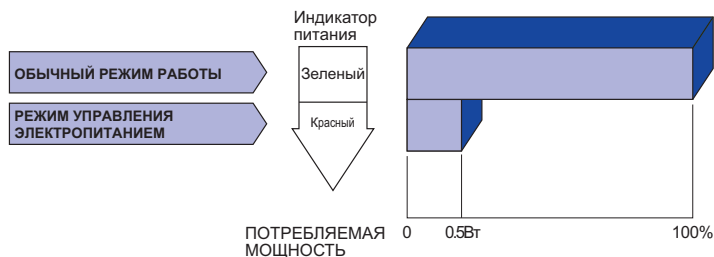 Индикатор
питания
ОБЫЧНЫЙ РЕЖИМ РАБОТЫ
Зеленый
РЕЖИМ УПРАВЛЕНИЯ
ЭЛЕКТРОПИТАНИЕМ
Красный
ПОТРЕБЛЯЕМАЯ
МОЩНОСТЬ
0 0.5Вт 100%